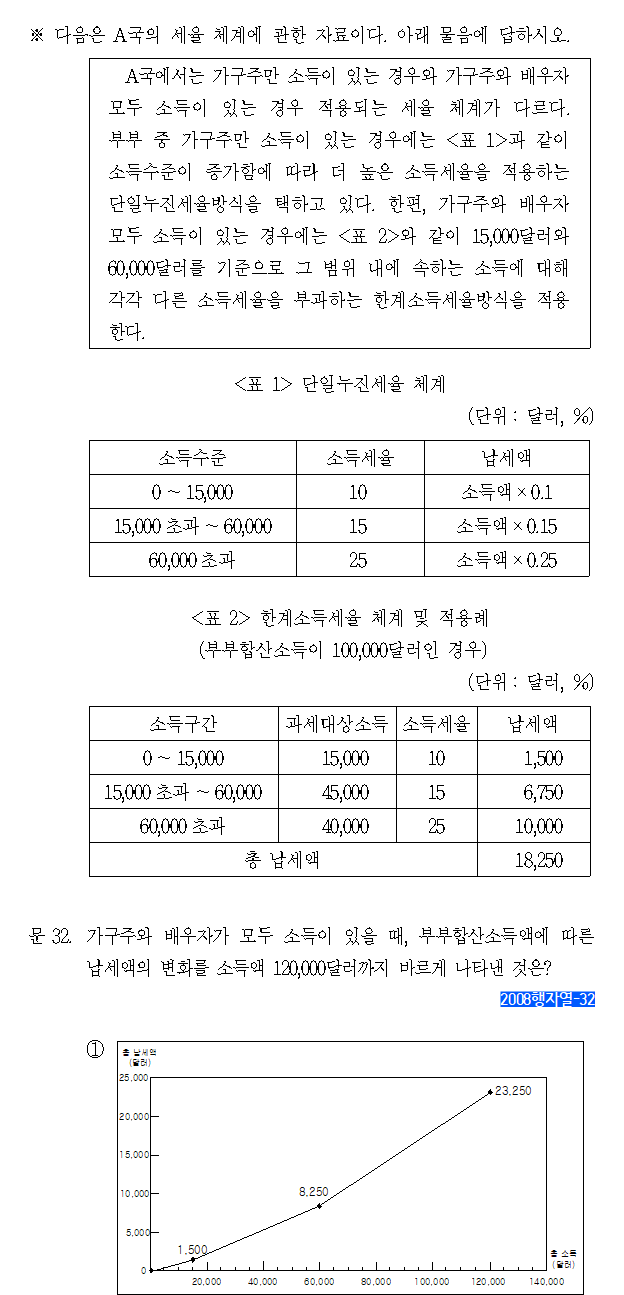 ※ 다음은 A국의 세율 체계에 관한 자료이다. 아래 물음에 답하시오.
A국에서는 가구주만 소득이 있는 경우와 가구주와 배우자
모두 소득이 있는 경우 적용되는 세율 체계가 다르다.
부부 중 가구주만 소득이 있는 경우에는 <표 1>과 같이
소득수준이 증가함에 따라 더 높은 소득세율을 적용하는
단일누진세율방식을 택하고 있다. 한편, 가구주와 배우자
모두 소득이 있는 경우에는 <표 2>와 같이 15,000달러와
60,000달러를 기준으로 그 범위 내에 속하는 소득에 대해
각각 다른 소득세율을 부과하는 한계소득세율방식을 적용
한다.
<표 1> 단일누진세율 체계
(단위 : 달러, %)
소득수준 소득세율 납세액
0 ~ 15,000 10 소득액×0.1
15,000 초과 ~ 60,000 15 소득액×0.15
60,000 초과 25 소득액×0.25
<표 2> 한계소득세율 체계 및 적용례
(부부합산소득이 100,000달러인 경우)
(단위 : 달러, %)
소득구간 과세대상소득 소득세율 납세액
0 ~ 15,000 15,000 10 1,500
15,000 초과 ~ 60,000 45,000 15 6,750
60,000 초과 40,000 25 10,000
총 납세액 18,250
문 32. 가구주와 배우자가 모두 소득이 있을 때, 부부합산소득액에 따른
납세액의 변화를 소득액 120,000달러까지 바르게 나타낸 것은?
2008행자열-32
①
총 납세액
(달러)
25,000
23,250
20,000
15,000
10,000
8,250
5,000
1,500
0
총 소득
(달러)
20,000 40,000 60,000 80,000 100,000 120,000 140,000